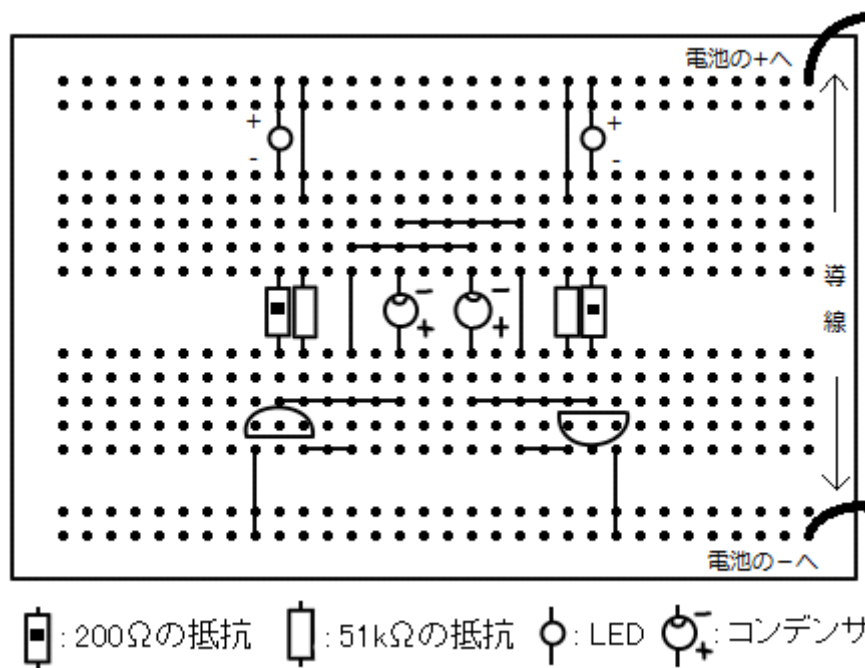 電池の+へ
+
-
+
-
導
線
-
+
-
+
電池の-へ
:200Ωの抵抗
:51kΩの抵抗
:LED
-
+
:コンデンサ